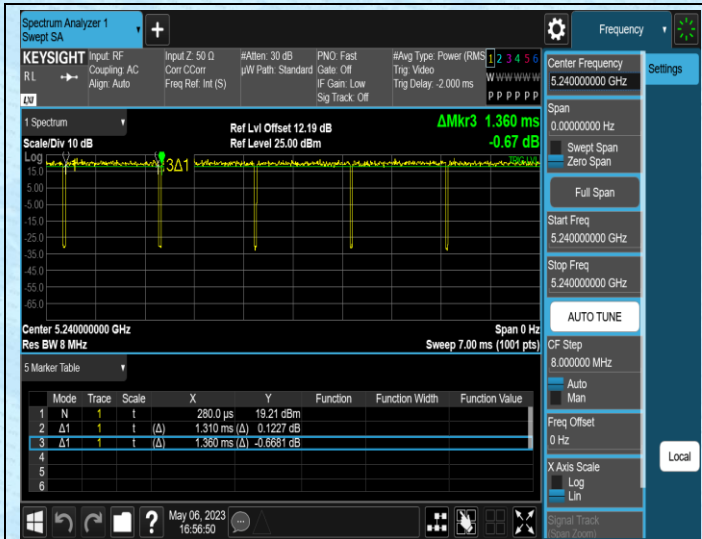 Spectrum Analyzer 1
Swept SA
Frequency
KEYSIGHT
RL
LXI
Input: RF
Coupling: AC
Align: Auto
Input Z: 50 Ω
Corr CCorr
Freq Ref: Int (S)
#Atten: 30 dB
µW Path: Standard
PNO: Fast
Gate: Off
IF Gain: Low
Sig Track: Off
#Avg Type: Power (RMS
Trig: Video
Trig Delay: -2.000 ms
1 2 3 4 5 6
W W W W W W
P P P P P P
1 Spectrum
Scale/Div 10 dB
Ref Lvl Offset 12.19 dB
Ref Level 25.00 dBm
ΔMkr3 1.360 ms
-0.67 dB
Log
1
3Δ1
TRIG LVL
15.0
5.00
-5.00
-15.0
-25.0
-35.0
-45.0
-55.0
-65.0
Center 5.240000000 GHz
Res BW 8 MHz
Span 0 Hz
Sweep 7.00 ms (1001 pts)
5 Marker Table
Mode Trace Scale X Y Function Function Width Function Value
1 N 1 t 280.0 µs 19.21 dBm
2 Δ1 1 t (Δ) 1.310 ms (Δ) 0.1227 dB
3 Δ1 1 t (Δ) 1.360 ms (Δ) -0.6681 dB
4
5
6
?
May 06, 2023
16:56:50
Center Frequency
5.240000000 GHz
Span
0.00000000 Hz
Swept Span
Zero Span
Full Span
Start Freq
5.240000000 GHz
Stop Freq
5.240000000 GHz
AUTO TUNE
CF Step
8.000000 MHz
Auto
Man
Freq Offset
0 Hz
X Axis Scale
Log
Lin
Signal Track
(Span Zoom)
Settings
Local